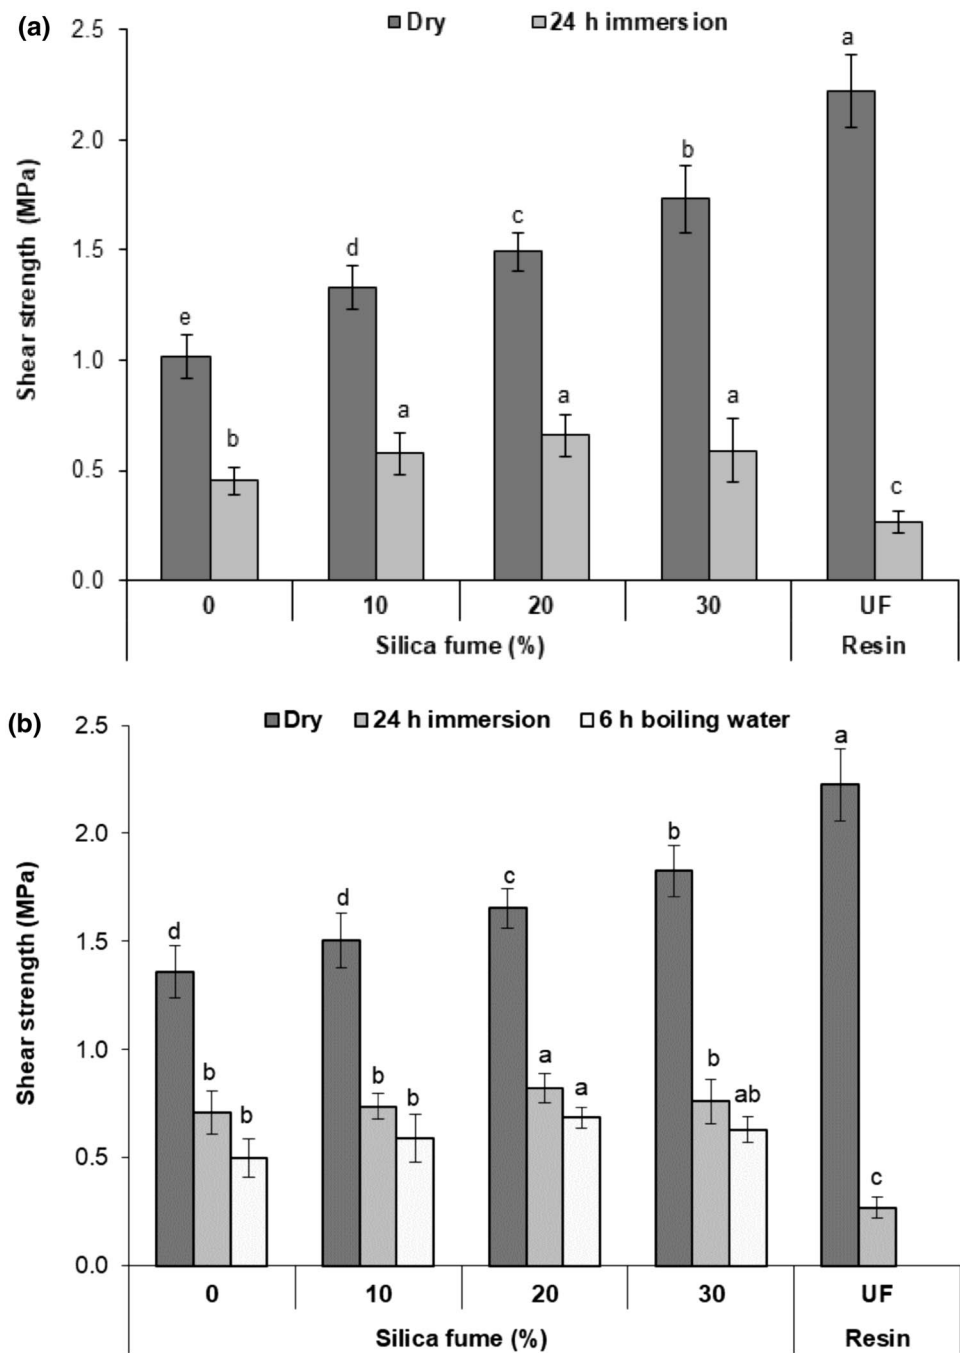 (a)
Dry 24 h immersion
Shear strength (MPa)
2.5
2.0
1.5
1.0
0.5
0.0
e
b
d
a
c
a
b
a
a
c
0 10 20 30 UF
Silica fume (%) Resin
(b)
Dry 24 h immersion 6 h boiling water
Shear strength (MPa)
2.5
2.0
1.5
1.0
0.5
0.0
d
b
b
d
b
b
c
a
a
b
b
ab
a
c
0 10 20 30 UF
Silica fume (%) Resin